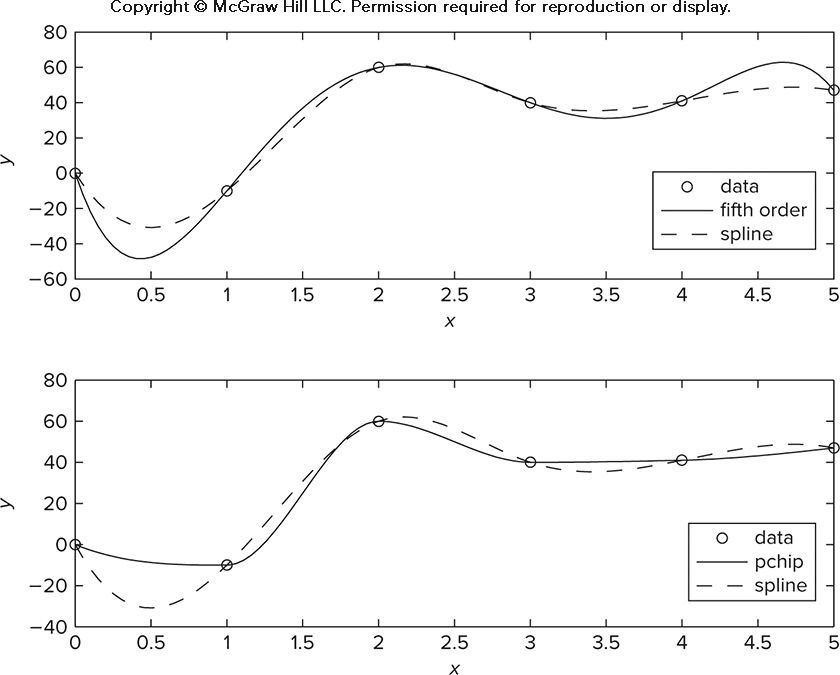 Copyright © McGraw Hill LLC. Permission required for reproduction or display.
80
60
40
20
0
−20
−40
−60
y
data
fifth order
spline
0 0.5 1 1.5 2 2.5 3 3.5 4 4.5 5
x
80
60
40
20
0
−20
−40
y
data
pchip
spline
0 0.5 1 1.5 2 2.5 3 3.5 4 4.5 5
x